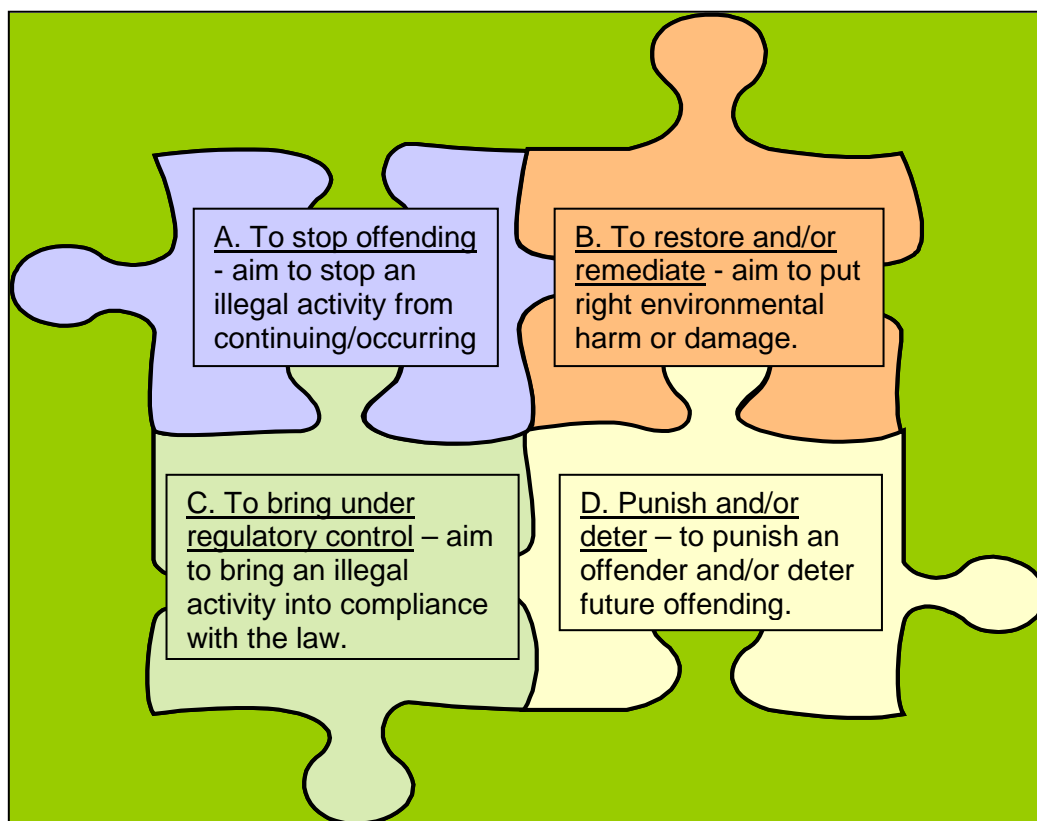 A. To stop offending
- aim to stop an
illegal activity from
continuing/occurring
B. To restore and/or
remediate - aim to put
right environmental
harm or damage.
C. To bring under
regulatory control – aim
to bring an illegal
activity into compliance
with the law.
D. Punish and/or
deter – to punish an
offender and/or deter
future offending.